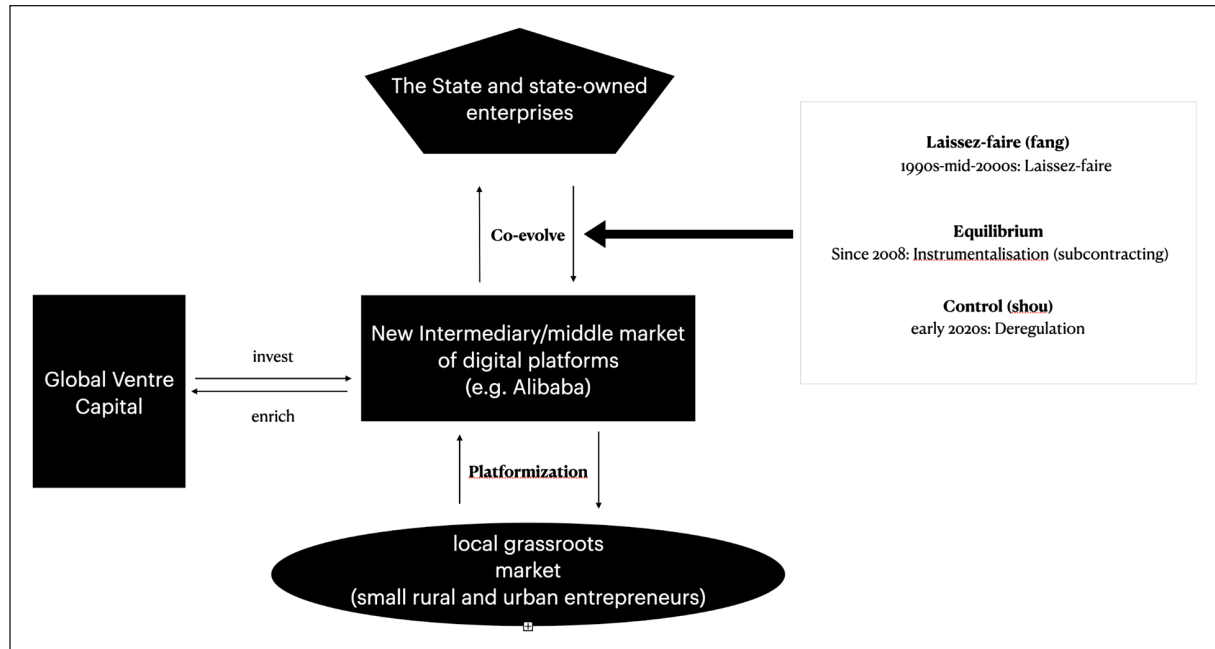 The State and state-owned
enterprises
Laissez-faire (fang)
1990s-mid-2000s: Laissez-faire
Co-evolve
Equilibrium
Since 2008: Instrumentalisation (subcontracting)
Control (shou)
early 2020s: Deregulation
Global Ventre
Capital
invest
enrich
New Intermediary/middle market
of digital platforms
(e.g. Alibaba)
Platformization
local grassroots
market
(small rural and urban entrepreneurs)